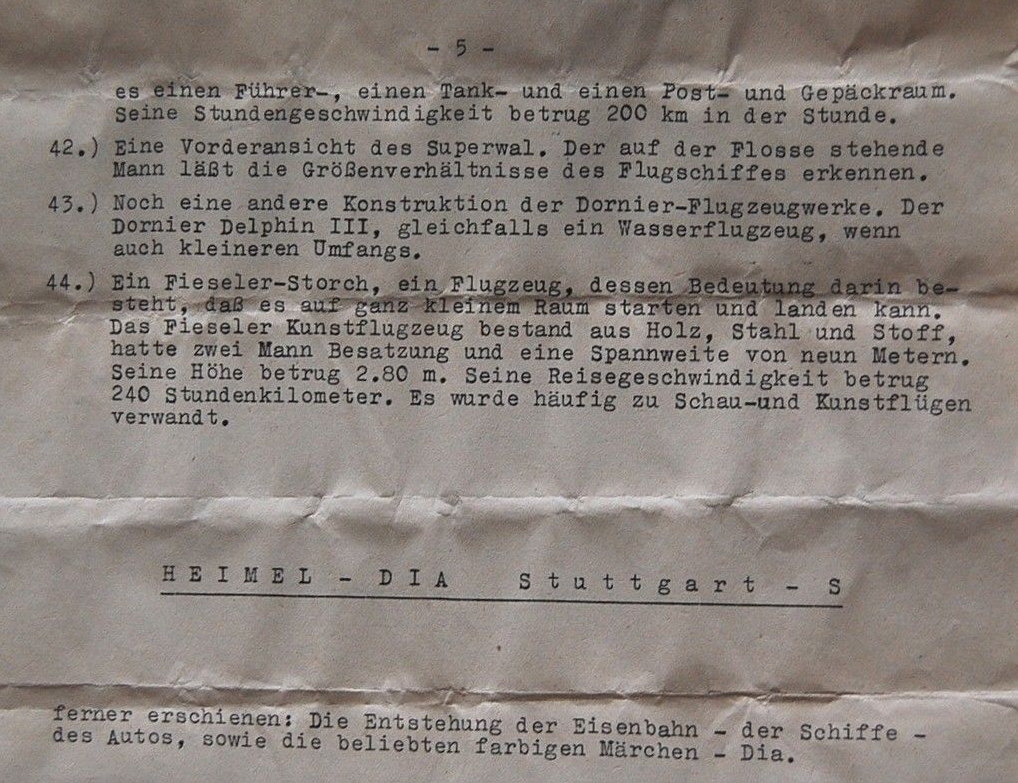 - 5 -
es einen Führer-, einen Tank- und einen Post- und Gepäckraum.
Seine Stundengeschwindigkeit betrug 200 km in der Stunde.
42.) Eine Vorderansicht des Superwal. Der auf der Flosse stehende
Mann läßt die Größenverhältnisse des Flugschiffes erkennen.
43.) Noch eine andere Konstruktion der Dornier-Flugzeugwerke. Der
Dornier Delphin III, gleichfalls ein Wasserflugzeug, wenn
auch kleineren Umfangs.
44.) Ein Fieseler-Storch, ein Flugzeug, dessen Bedeutung darin be-
steht, daß es auf ganz kleinem Raum starten und landen kann.
Das Fieseler Kunstflugzeug bestand aus Holz, Stahl und Stoff,
hatte zwei Mann Besatzung und eine Spannweite von neun Metern.
Seine Höhe betrug 2.80 m. Seine Reisegeschwindigkeit betrug
240 Stundenkilometer. Es wurde häufig zu Schau-und Kunstflügen
verwandt.
HEIMEL - DIA Stuttgart - S
ferner erschienen: Die Entstehung der Eisenbahn - der Schiffe -
des Autos, sowie die beliebten farbigen Märchen - Dia.